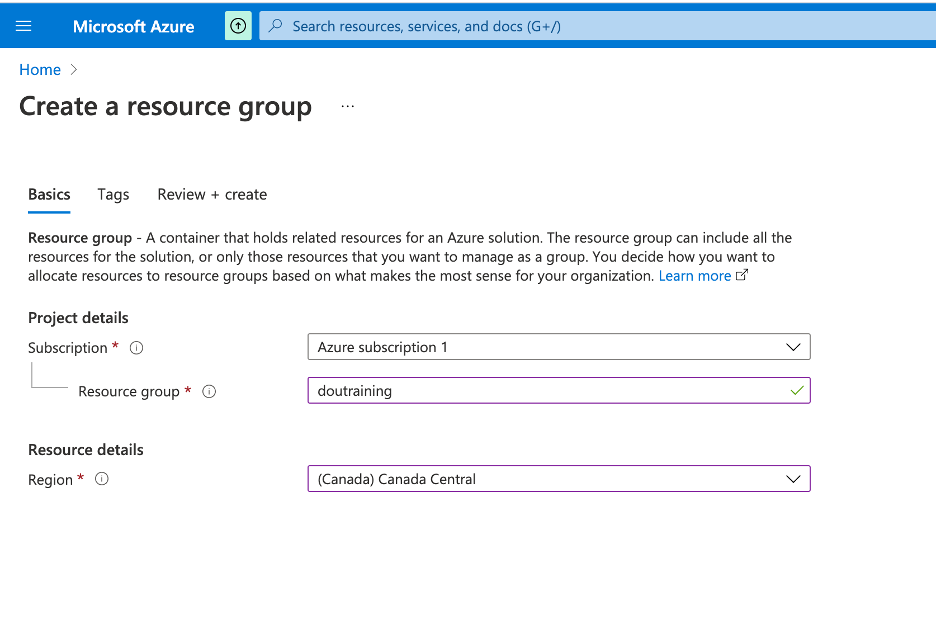 Microsoft Azure
Search resources, services, and docs (G+/)
Home
Create a resource group ...
Basics Tags Review + create
Resource group - A container that holds related resources for an Azure solution. The resource group can include all the
resources for the solution, or only those resources that you want to manage as a group. You decide how you want to
allocate resources to resource groups based on what makes the most sense for your organization. Learn more
Project details
Subscription * Azure subscription 1
Resource group * doutraining
Resource details
Region * (Canada) Canada Central